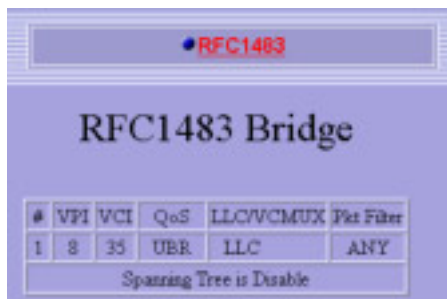 RFC1483
RFC1483 Bridge
# VPI VCI QoS LLC/VCMUX Pkt Filter
1 8 35 UBR LLC ANY
Spanning Tree is Disable